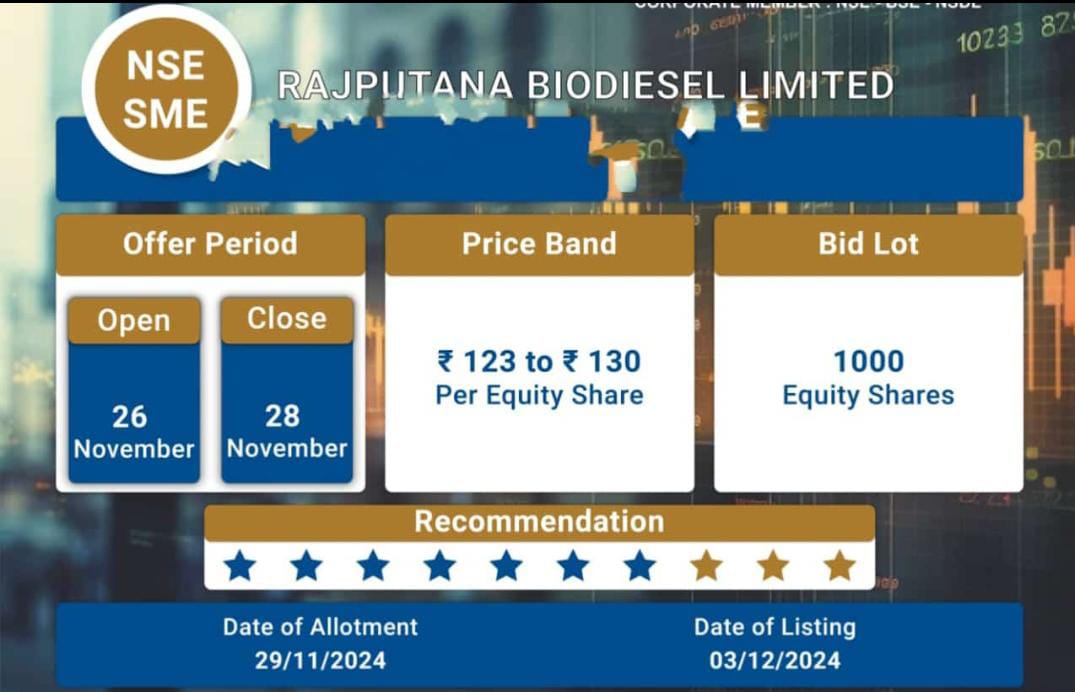 CORPORATE MEMBER : NSE - BSE - NSDL
10233 82
NSE
SME
RAJPUTANA BIODIESEL LIMITED
E
Offer Period
Price Band
Bid Lot
Open
Close
26
November
28
November
₹ 123 to ₹ 130
Per Equity Share
1000
Equity Shares
Recommendation
Date of Allotment
29/11/2024
Date of Listing
03/12/2024